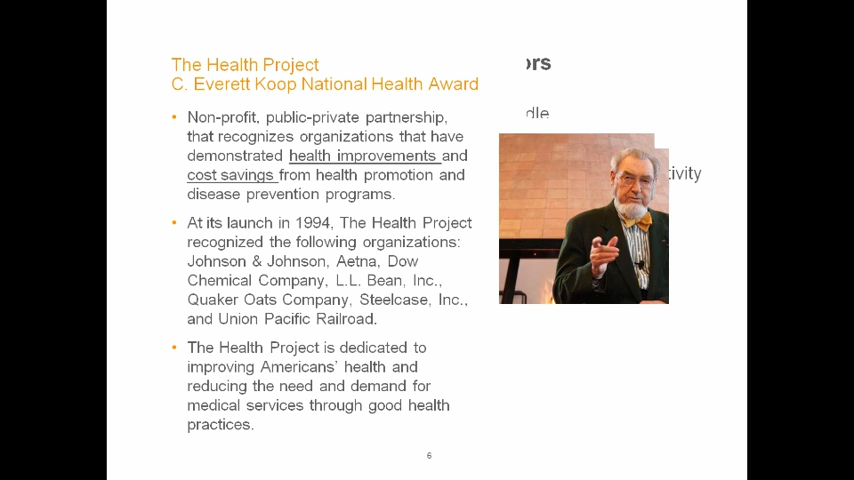 The Health Project
C. Everett Koop National Health Award
• Non-profit, public-private partnership,
that recognizes organizations that have
demonstrated health improvements and
cost savings from health promotion and
disease prevention programs.
• At its launch in 1994, The Health Project
recognized the following organizations:
Johnson & Johnson, Aetna, Dow
Chemical Company, L.L. Bean, Inc.,
Quaker Oats Company, Steelcase, Inc.,
and Union Pacific Railroad.
• The Health Project is dedicated to
improving Americans’ health and
reducing the need and demand for
medical services through good health
practices.
ors
dle
tivity
6